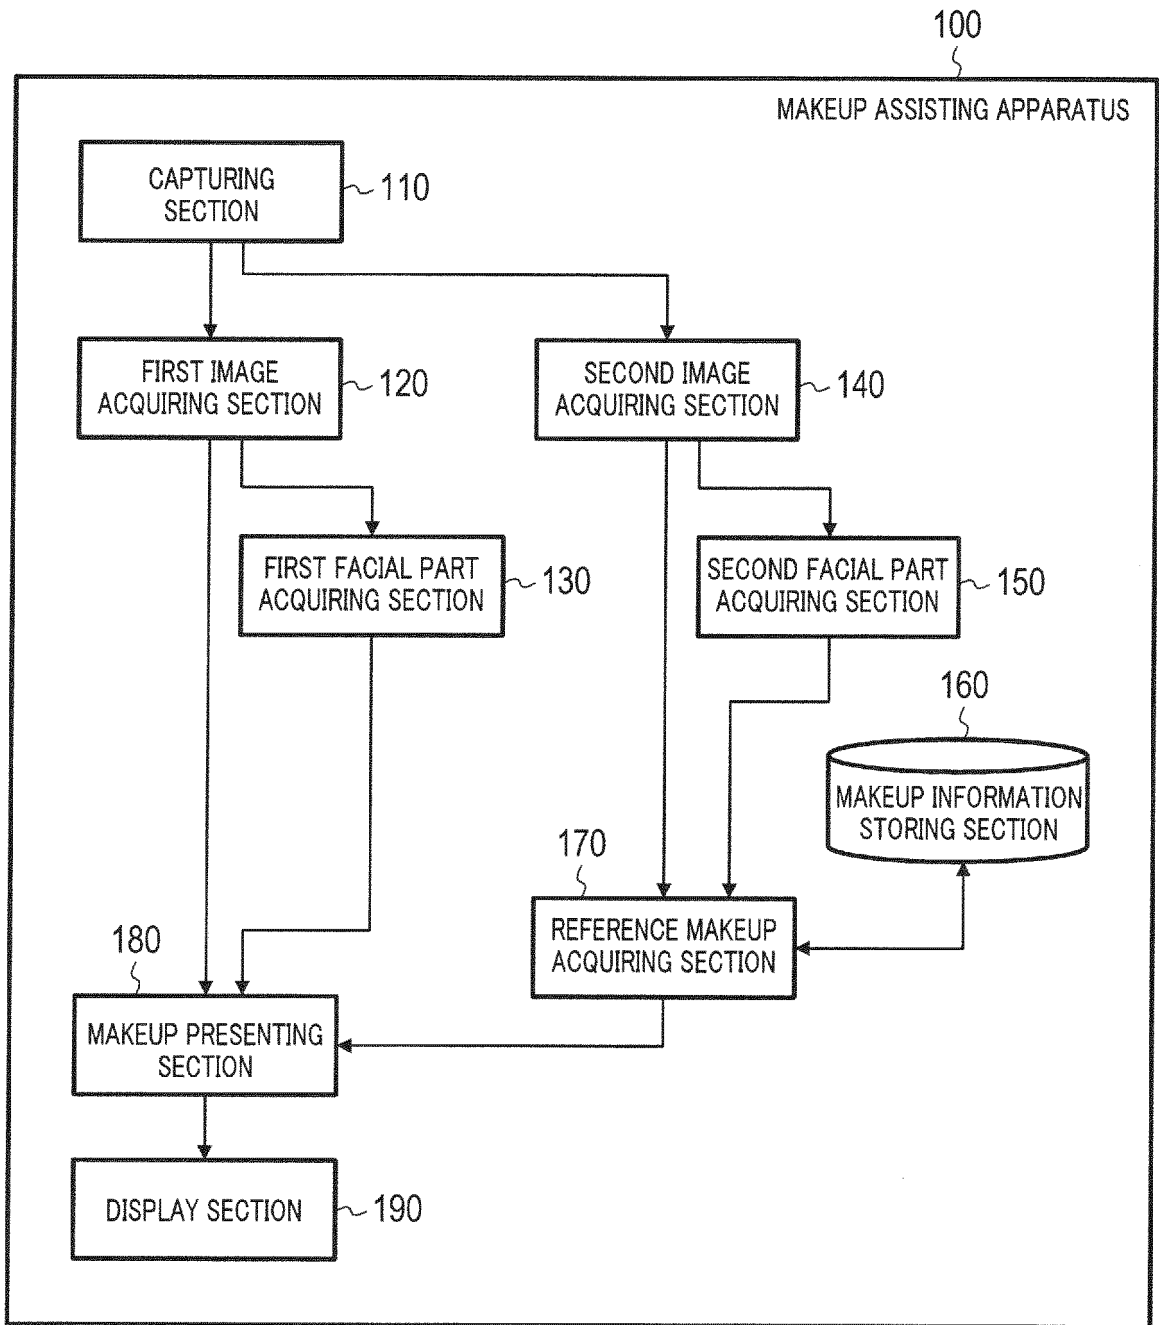 100
MAKEUP ASSISTING APPARATUS
CAPTURING
SECTION
110
FIRST IMAGE
ACQUIRING SECTION
120
SECOND IMAGE
ACQUIRING SECTION
140
FIRST FACIAL PART
ACQUIRING SECTION
130
SECOND FACIAL PART
ACQUIRING SECTION
150
160
MAKEUP INFORMATION
STORING SECTION
170
REFERENCE MAKEUP
ACQUIRING SECTION
180
MAKEUP PRESENTING
SECTION
DISPLAY SECTION
190